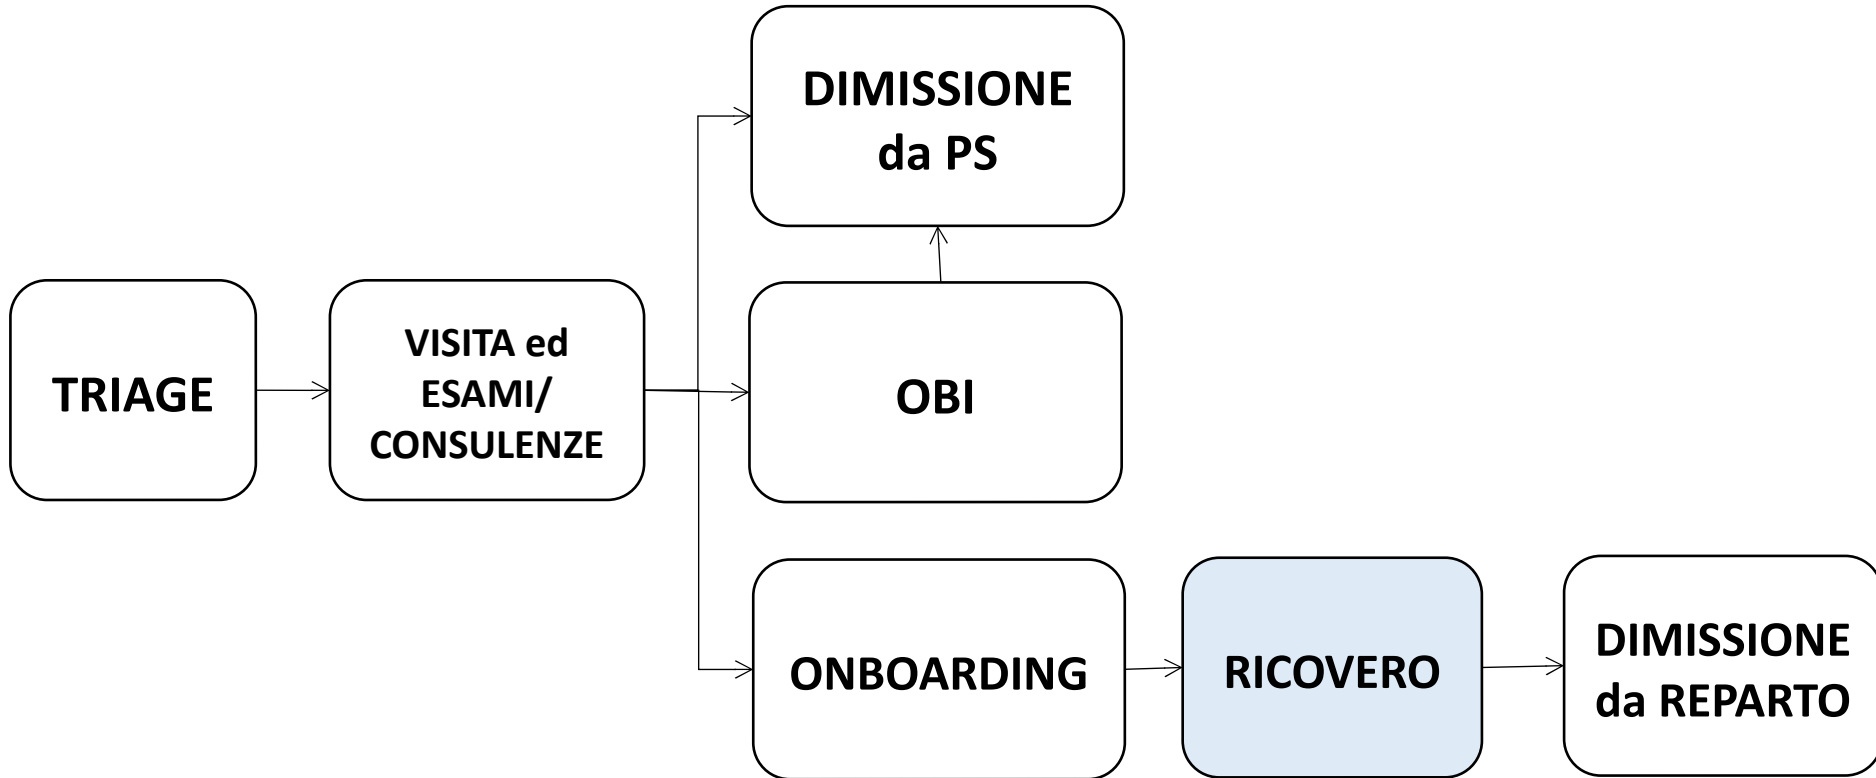 TRIAGE
VISITA ed
ESAMI/
CONSULENZE
DIMISSIONE
da PS
OBI
ONBOARDING
RICOVERO
DIMISSIONE
da REPARTO